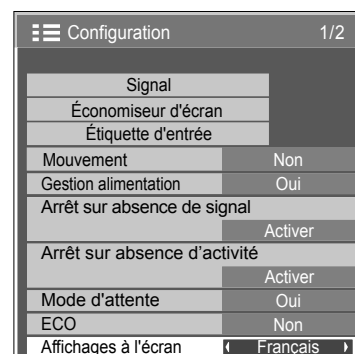 Configuration 1/2
Signal
Économiseur d'écran
Étiquette d'entrée
Mouvement Non
Gestion alimentation Oui
Arrêt sur absence de signal
Activer
Arrêt sur absence d'activité
Activer
Mode d'attente Oui
ECO Non
Affichages à l'écran Français